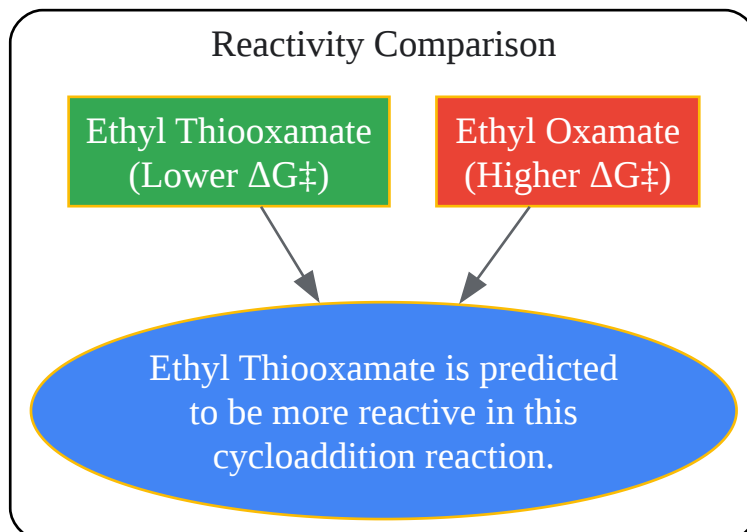 Reactivity Comparison
Ethyl Thiooxamate
(Lower ΔG‡)
Ethyl Oxamate
(Higher ΔG‡)
Ethyl Thiooxamate is predicted
to be more reactive in this
cycloaddition reaction.